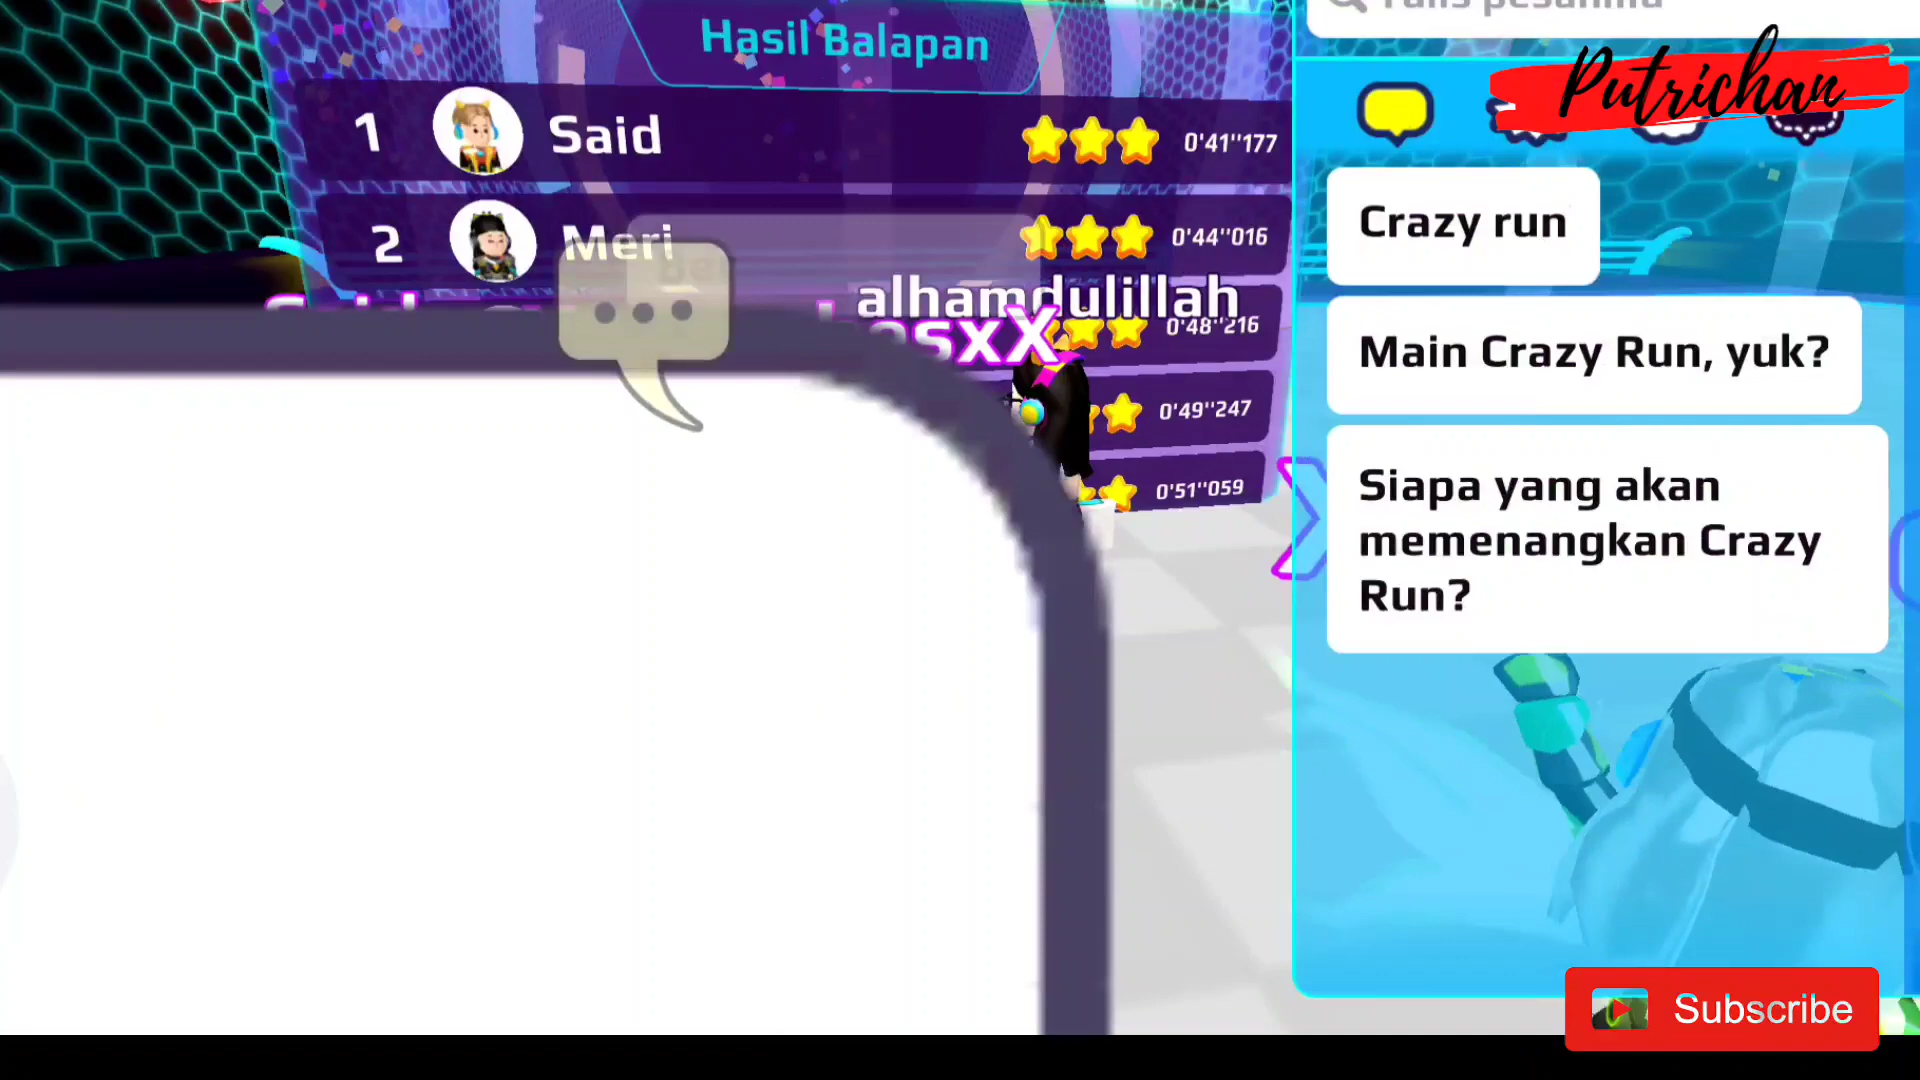 Hasil Balapan
1 Said 0'41"177
2 Meri 0'44"016
alhamdulillah
0'48"216
0'49"247
0'51"059
Putrichan
Crazy run
Main Crazy Run, yuk?
Siapa yang akan
memenangkan Crazy
Run?
Subscribe